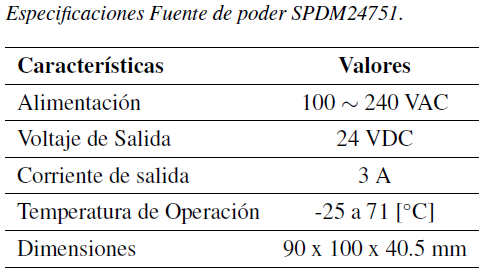 Especificaciones Fuente de poder SPDM24751.
Características Valores
Alimentación 100 ∼ 240 VAC
Voltaje de Salida 24 VDC
Corriente de salida 3 A
Temperatura de Operación -25 a 71 [°C]
Dimensiones 90 x 100 x 40.5 mm